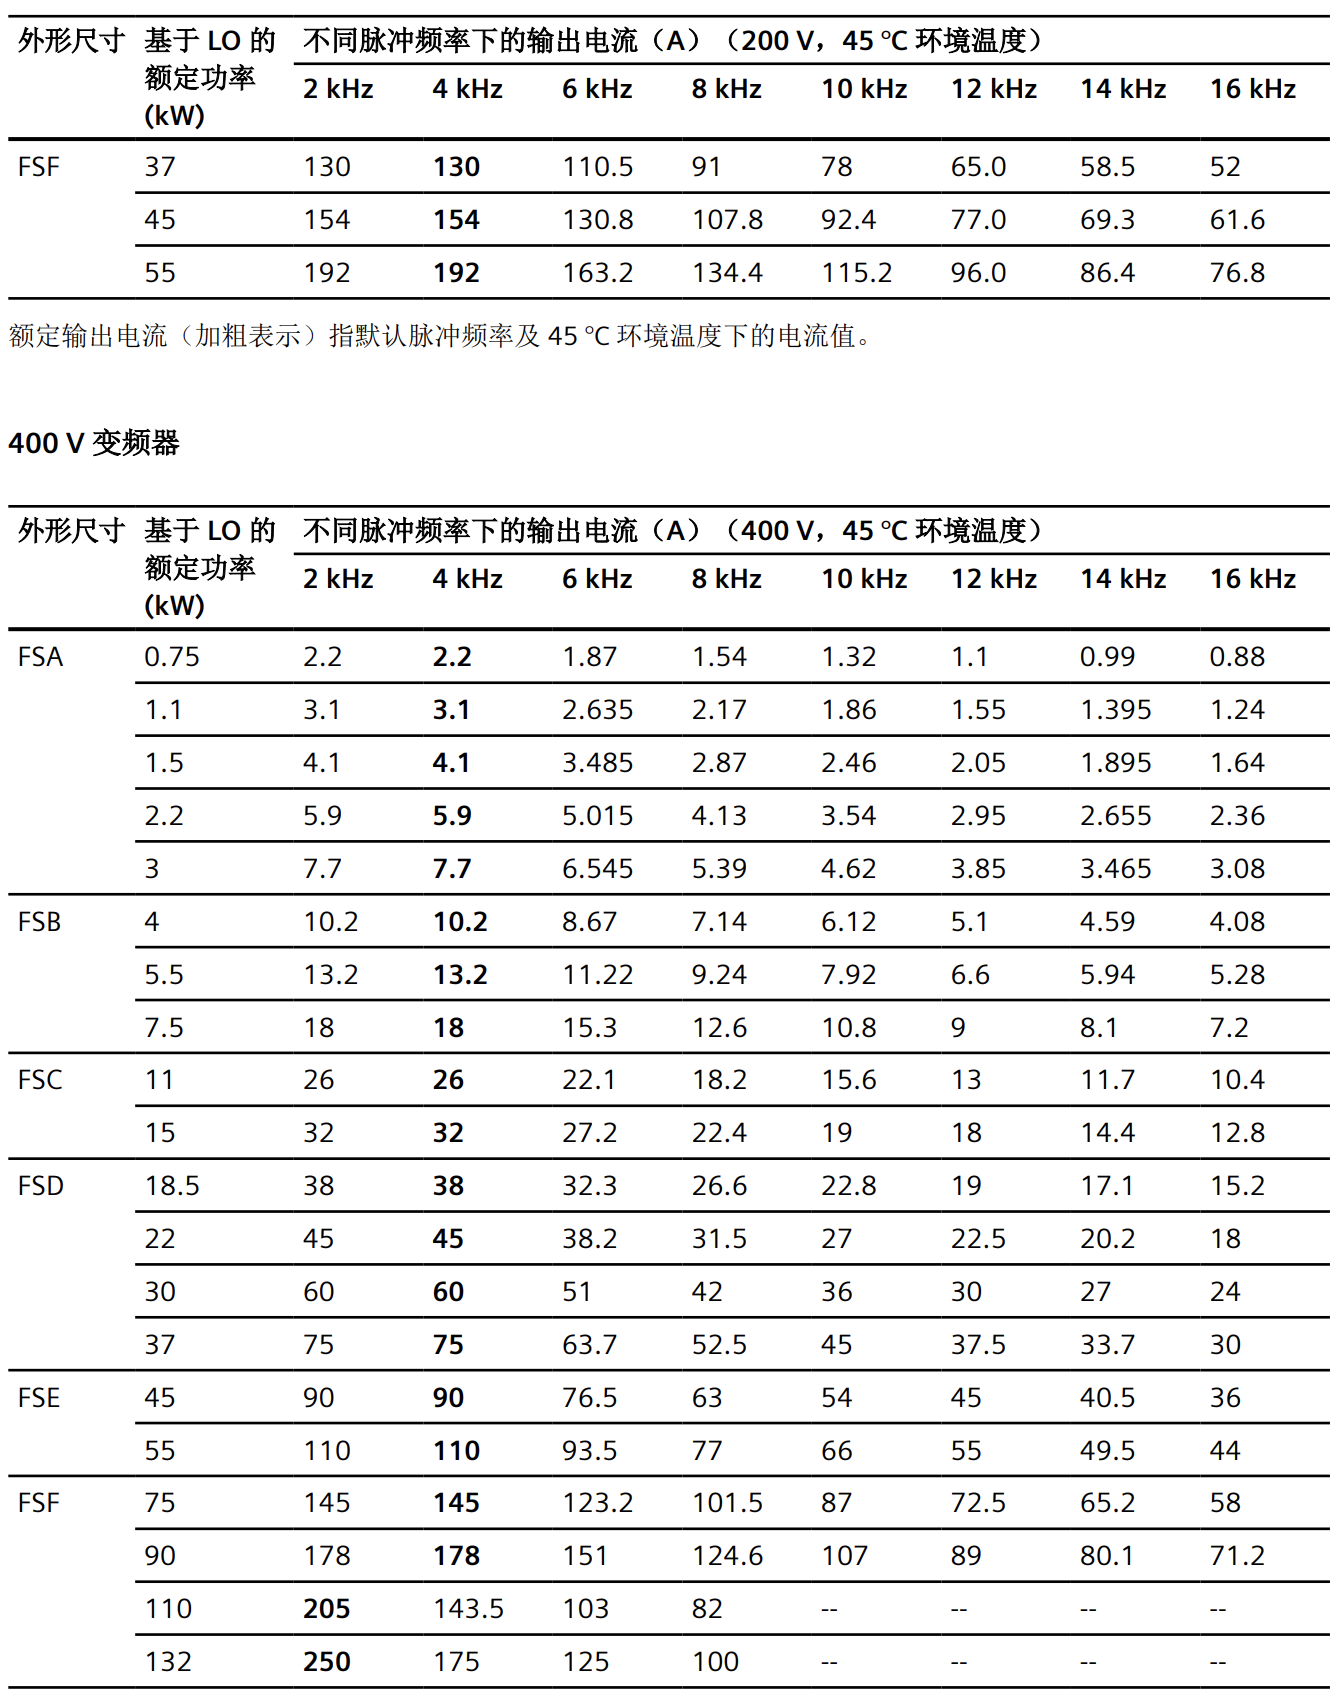 外形尺寸 基于 LO 的 不同脉冲频率下的输出电流（A）（200 V，45 ℃ 环境温度）
额定功率 2 kHz 4 kHz 6 kHz 8 kHz 10 kHz 12 kHz 14 kHz 16 kHz
(kW)
FSF 37 130 130 110.5 91 78 65.0 58.5 52
45 154 154 130.8 107.8 92.4 77.0 69.3 61.6
55 192 192 163.2 134.4 115.2 96.0 86.4 76.8
额定输出电流（加粗表示）指默认脉冲频率及 45 ℃ 环境温度下的电流值。
400 V 变频器
外形尺寸 基于 LO 的 不同脉冲频率下的输出电流（A）（400 V，45 ℃ 环境温度）
额定功率 2 kHz 4 kHz 6 kHz 8 kHz 10 kHz 12 kHz 14 kHz 16 kHz
(kW)
FSA 0.75 2.2 2.2 1.87 1.54 1.32 1.1 0.99 0.88
1.1 3.1 3.1 2.635 2.17 1.86 1.55 1.395 1.24
1.5 4.1 4.1 3.485 2.87 2.46 2.05 1.895 1.64
2.2 5.9 5.9 5.015 4.13 3.54 2.95 2.655 2.36
3 7.7 7.7 6.545 5.39 4.62 3.85 3.465 3.08
FSB 4 10.2 10.2 8.67 7.14 6.12 5.1 4.59 4.08
5.5 13.2 13.2 11.22 9.24 7.92 6.6 5.94 5.28
7.5 18 18 15.3 12.6 10.8 9 8.1 7.2
FSC 11 26 26 22.1 18.2 15.6 13 11.7 10.4
15 32 32 27.2 22.4 19 18 14.4 12.8
FSD 18.5 38 38 32.3 26.6 22.8 19 17.1 15.2
22 45 45 38.2 31.5 27 22.5 20.2 18
30 60 60 51 42 36 30 27 24
37 75 75 63.7 52.5 45 37.5 33.7 30
FSE 45 90 90 76.5 63 54 45 40.5 36
55 110 110 93.5 77 66 55 49.5 44
FSF 75 145 145 123.2 101.5 87 72.5 65.2 58
90 178 178 151 124.6 107 89 80.1 71.2
110 205 143.5 103 82 -- -- -- --
132 250 175 125 100 -- -- -- --